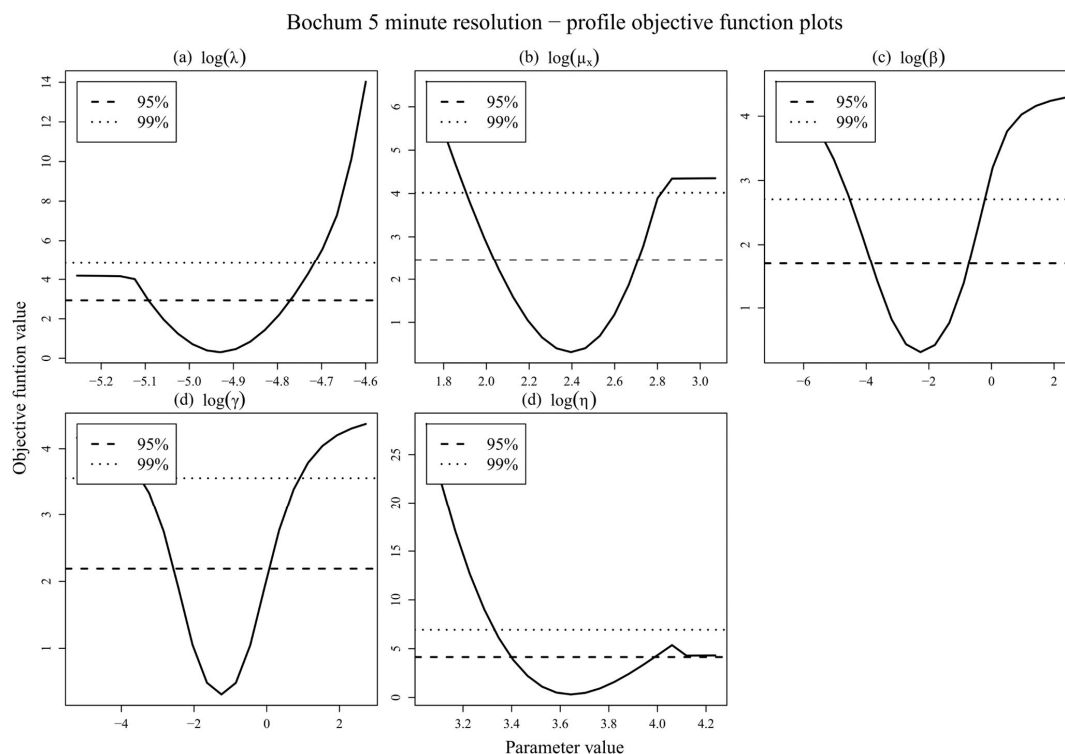 Bochum 5 minute resolution − profile objective function plots
(a) log(λ)
95%
99%
0 2 4 6 8 10 12 14
−5.2 −5.1 −5.0 −4.9 −4.8 −4.7 −4.6
(b) log(μx)
95%
99%
1 2 3 4 5 6
1.8 2.0 2.2 2.4 2.6 2.8 3.0
(c) log(β)
95%
99%
1 2 3 4
−6 −4 −2 0 2
(d) log(γ)
95%
99%
1 2 3 4
−4 −2 0 2
(d) log(η)
95%
99%
0 5 10 15 20 25
3.2 3.4 3.6 3.8 4.0 4.2
Objective funtion value
Parameter value